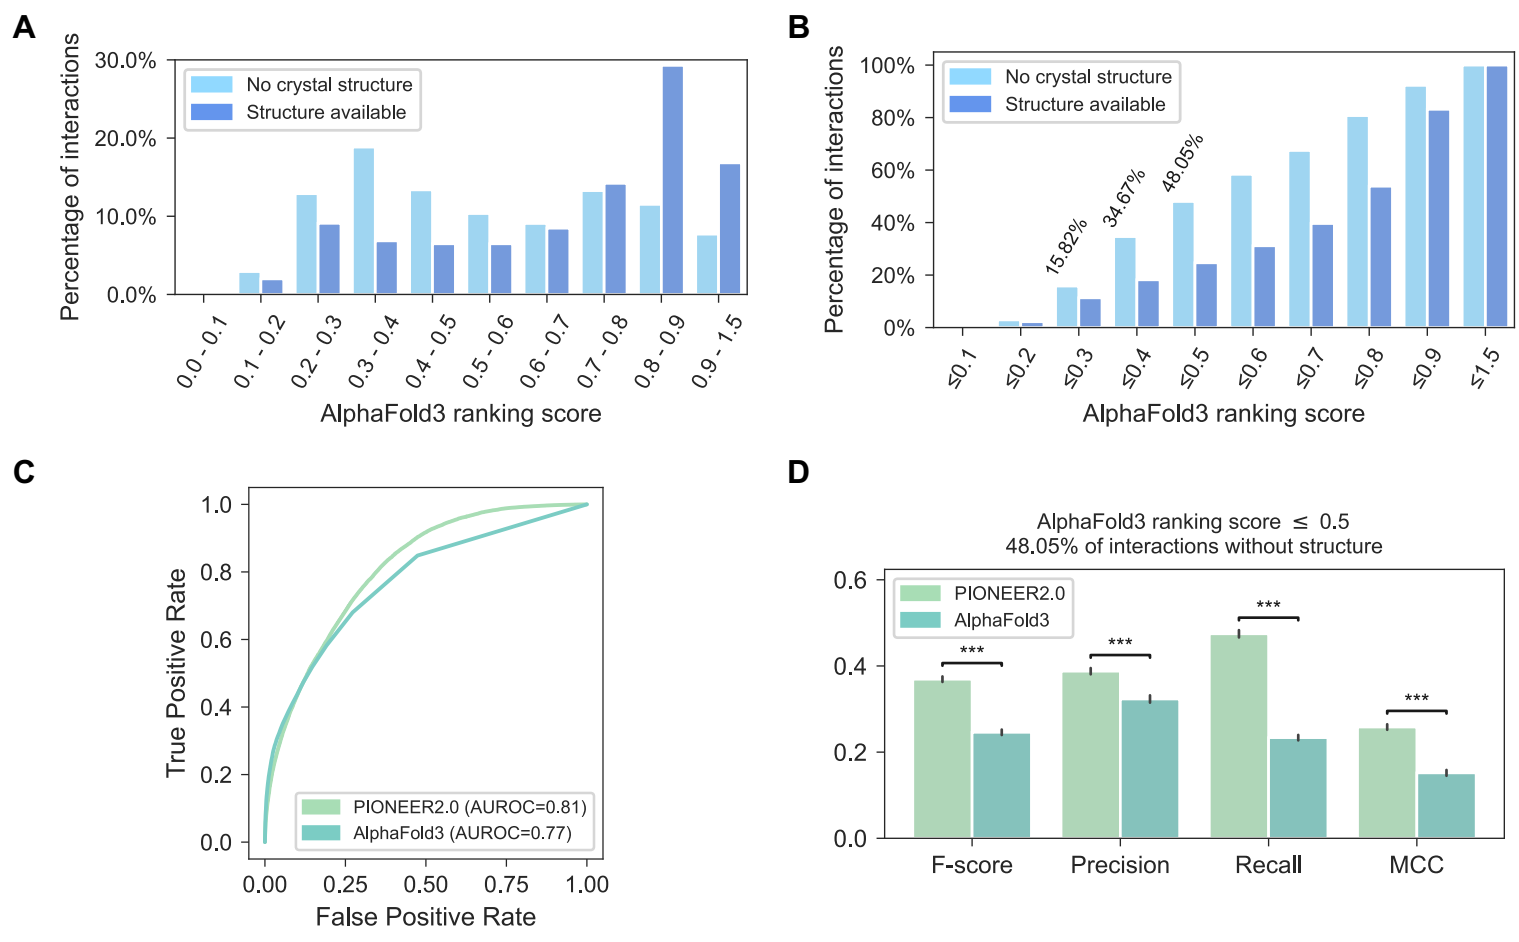 A
Percentage of interactions
30.0%
20.0%
10.0%
0.0%
No crystal structure
Structure available
0.0 - 0.1
0.1 - 0.2
0.2 - 0.3
0.3 - 0.4
0.4 - 0.5
0.5 - 0.6
0.6 - 0.7
0.7 - 0.8
0.8 - 0.9
0.9 - 1.5
AlphaFold3 ranking score
B
Percentage of interactions
100%
80%
60%
40%
20%
0%
No crystal structure
Structure available
15.82%
34.67%
48.05%
≤0.1
≤0.2
≤0.3
≤0.4
≤0.5
≤0.6
≤0.7
≤0.8
≤0.9
≤1.5
AlphaFold3 ranking score
C
True Positive Rate
1.0
0.8
0.6
0.4
0.2
0.0
PIONEER2.0 (AUROC=0.81)
AlphaFold3 (AUROC=0.77)
0.00 0.25 0.50 0.75 1.00
False Positive Rate
D
AlphaFold3 ranking score ≤ 0.5
48.05% of interactions without structure
0.6
0.4
0.2
0.0
PIONEER2.0
AlphaFold3
***
***
***
***
F-score Precision Recall MCC